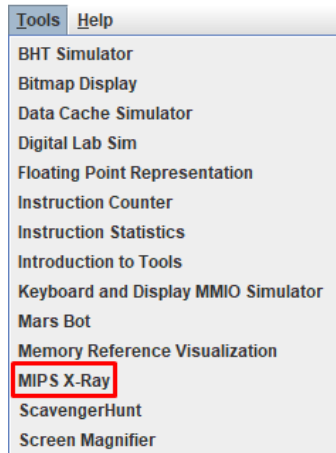 Tools Help
BHT Simulator
Bitmap Display
Data Cache Simulator
Digital Lab Sim
Floating Point Representation
Instruction Counter
Instruction Statistics
Introduction to Tools
Keyboard and Display MMIO Simulator
Mars Bot
Memory Reference Visualization
MIPS X-Ray
ScavengerHunt
Screen Magnifier